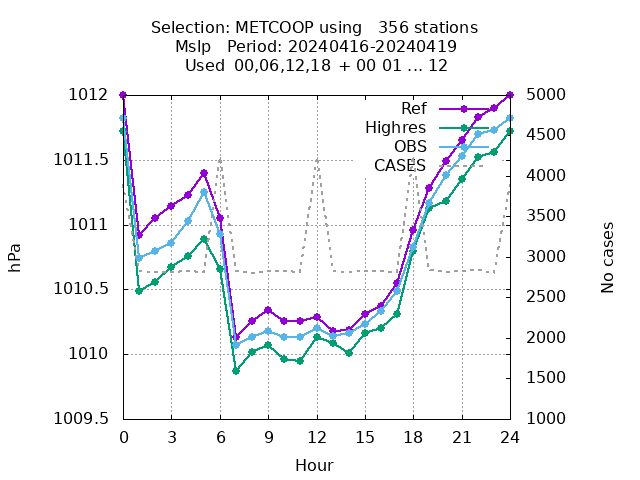 Selection: METCOOP using 356 stations
Mslp Period: 20240416-20240419
Used 00,06,12,18 + 00 01 ... 12
1012
1011.5
1011
1010.5
1010
1009.5
hPa
5000
4500
4000
3500
3000
2500
2000
1500
1000
No cases
Ref
Highres
OBS
CASES
0 3 6 9 12 15 18 21 24
Hour